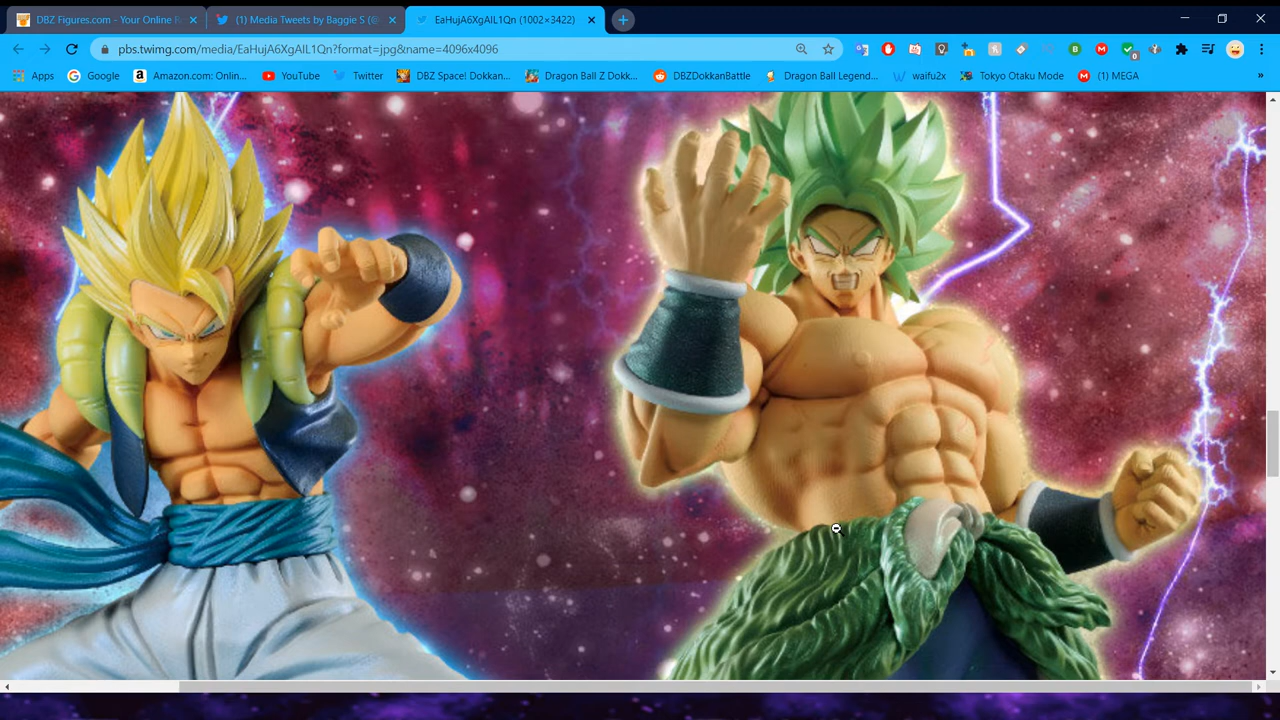 DBZ Figures.com - Your Online R
(1) Media Tweets by Baggie S (@
EaHujA6XgAIL1Qn (1002×3422)
pbs.twimg.com/media/EaHujA6XgAIL1Qn?format=jpg&name=4096x4096
Apps
Google
Amazon.com: Onlin...
YouTube
Twitter
DBZ Space! Dokkan...
Dragon Ball Z Dokk...
DBZDokkanBattle
Dragon Ball Legend...
waifu2x
Tokyo Otaku Mode
(1) MEGA
»